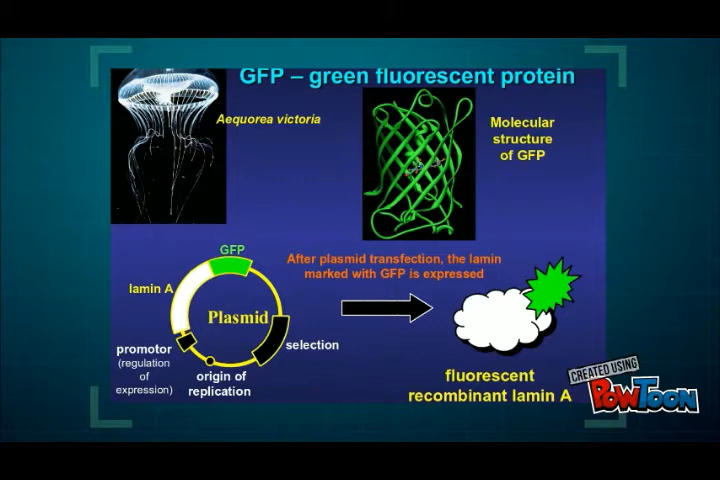 GFP – green fluorescent protein
Aequorea victoria
Molecular
structure
of GFP
GFP
After plasmid transfection, the lamin
marked with GFP is expressed
lamin A
Plasmid
selection
promotor
(regulation
of
expression)
origin of
replication
fluorescent
recombinant lamin A
CREATED USING
POWTOON